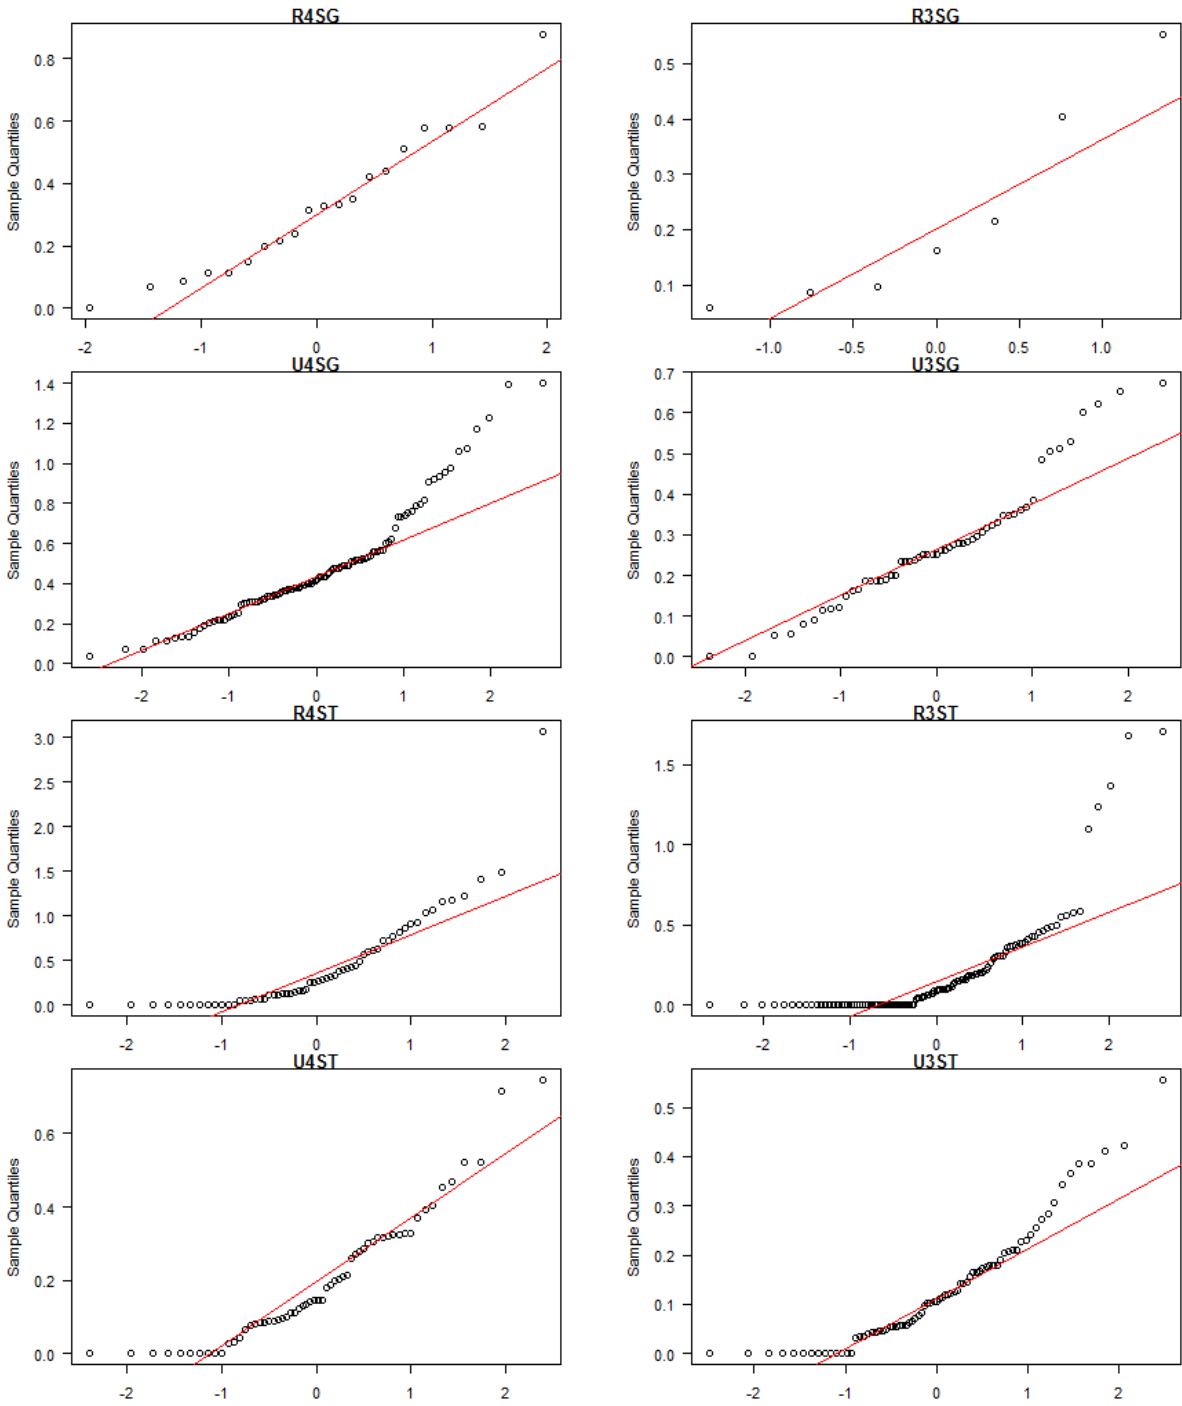 R4SG R3SG
Sample Quantiles
0.8
0.6
0.4
0.2
0.0
-2 -1 0 1 2
Sample Quantiles
0.5
0.4
0.3
0.2
0.1
-1.0 -0.5 0.0 0.5 1.0
U4SG U3SG
Sample Quantiles
1.4
1.2
1.0
0.8
0.6
0.4
0.2
0.0
-2 -1 0 1 2
Sample Quantiles
0.7
0.6
0.5
0.4
0.3
0.2
0.1
0.0
-2 -1 0 1 2
R4ST R3ST
Sample Quantiles
3.0
2.5
2.0
1.5
1.0
0.5
0.0
-2 -1 0 1 2
Sample Quantiles
1.5
1.0
0.5
0.0
-2 -1 0 1 2
U4ST U3ST
Sample Quantiles
0.6
0.4
0.2
0.0
-2 -1 0 1 2
Sample Quantiles
0.5
0.4
0.3
0.2
0.1
0.0
-2 -1 0 1 2